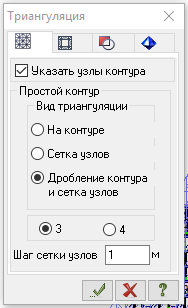 Триангуляция
Указать узлы контура
Простой контур
Вид триангуляции
На контуре
Сетка узлов
Дробление контура
и сетка узлов
3 4
Шаг сетки узлов 1 м
?